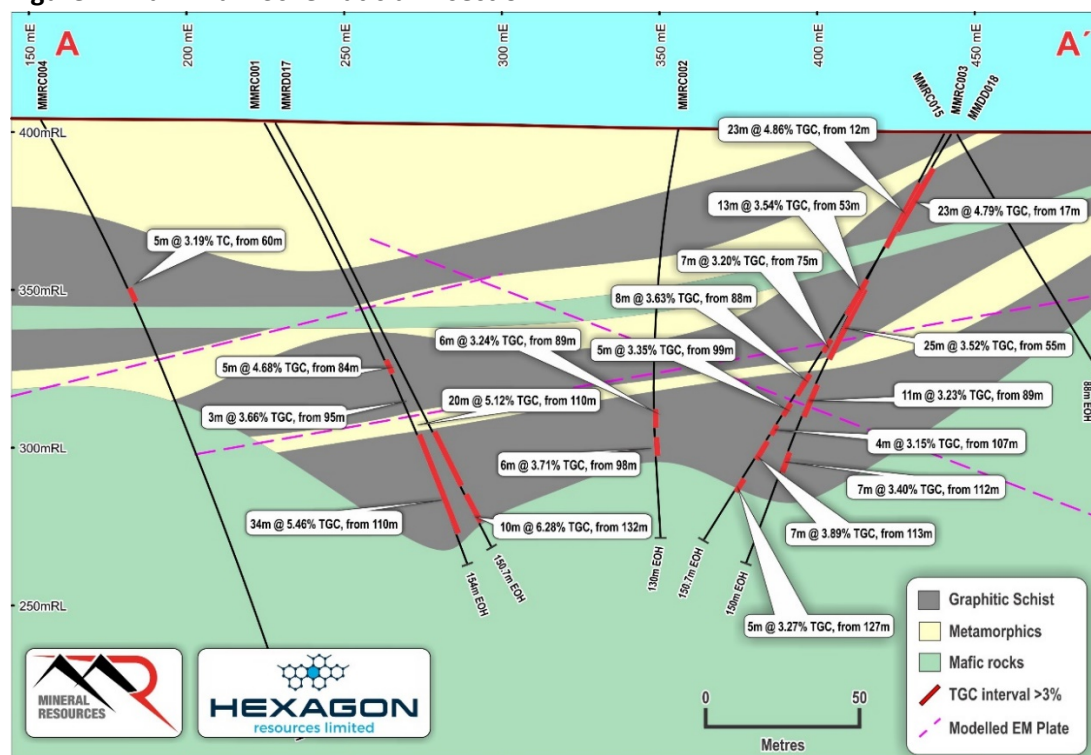 150 mE
A
200 mE
250 mE
300 mE
350 mE
400 mE
450 mE
A´
MMRC004
MMRC001
MMRD017
MMRC002
MMRC015
MMRC003
MMDD018
400mRL
350mRL
300mRL
250mRL
23m @ 4.86% TGC, from 12m
13m @ 3.54% TGC, from 53m
23m @ 4.79% TGC, from 17m
5m @ 3.19% TC, from 60m
7m @ 3.20% TGC, from 75m
8m @ 3.63% TGC, from 88m
6m @ 3.24% TGC, from 89m
5m @ 3.35% TGC, from 99m
25m @ 3.52% TGC, from 55m
5m @ 4.68% TGC, from 84m
20m @ 5.12% TGC, from 110m
11m @ 3.23% TGC, from 89m
3m @ 3.66% TGC, from 95m
4m @ 3.15% TGC, from 107m
6m @ 3.71% TGC, from 98m
7m @ 3.40% TGC, from 112m
34m @ 5.46% TGC, from 110m
10m @ 6.28% TGC, from 132m
7m @ 3.89% TGC, from 113m
5m @ 3.27% TGC, from 127m
88m EOH
154m EOH
150.7m EOH
130m EOH
150.7m EOH
150m EOH
MINERAL
RESOURCES
HEXAGON
resources limited
0
50
Metres
Graphitic Schist
Metamorphics
Mafic rocks
TGC interval >3%
Modelled EM Plate